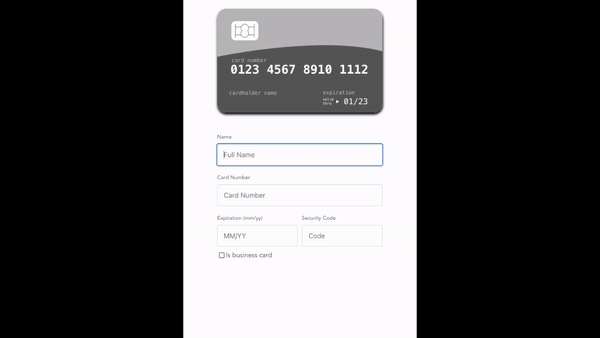 card number
0123 4567 8910 1112
cardholder name
expiration
valid thru
01/23
Name
Full Name
Card Number
Card Number
Expiration (mm/yy)
Security Code
MM/YY
Code
Is business card